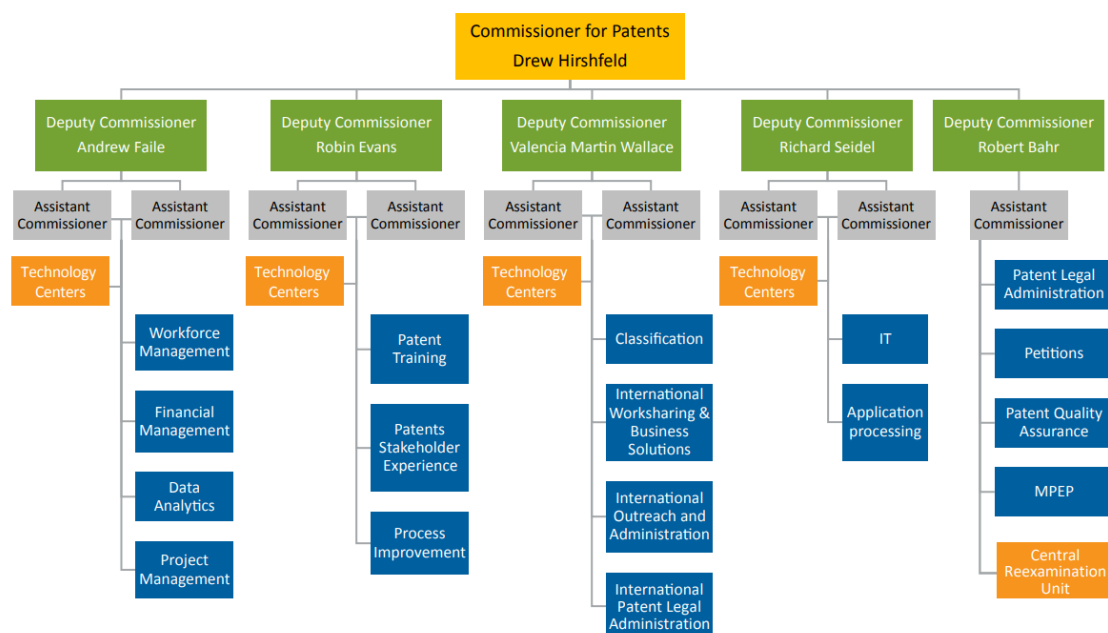 Commissioner for Patents
Drew Hirshfeld
Deputy Commissioner
Andrew Faile
Deputy Commissioner
Robin Evans
Deputy Commissioner
Valencia Martin Wallace
Deputy Commissioner
Richard Seidel
Deputy Commissioner
Robert Bahr
Assistant
Commissioner
Assistant
Commissioner
Assistant
Commissioner
Assistant
Commissioner
Assistant
Commissioner
Assistant
Commissioner
Assistant
Commissioner
Assistant
Commissioner
Assistant
Commissioner
Technology
Centers
Workforce
Management
Financial
Management
Data
Analytics
Project
Management
Technology
Centers
Patent
Training
Patents
Stakeholder
Experience
Process
Improvement
Technology
Centers
Classification
International
Worksharing &
Business
Solutions
International
Outreach and
Administration
International
Patent Legal
Administration
Technology
Centers
IT
Application
processing
Patent Legal
Administration
Petitions
Patent Quality
Assurance
MPEP
Central
Reexamination
Unit